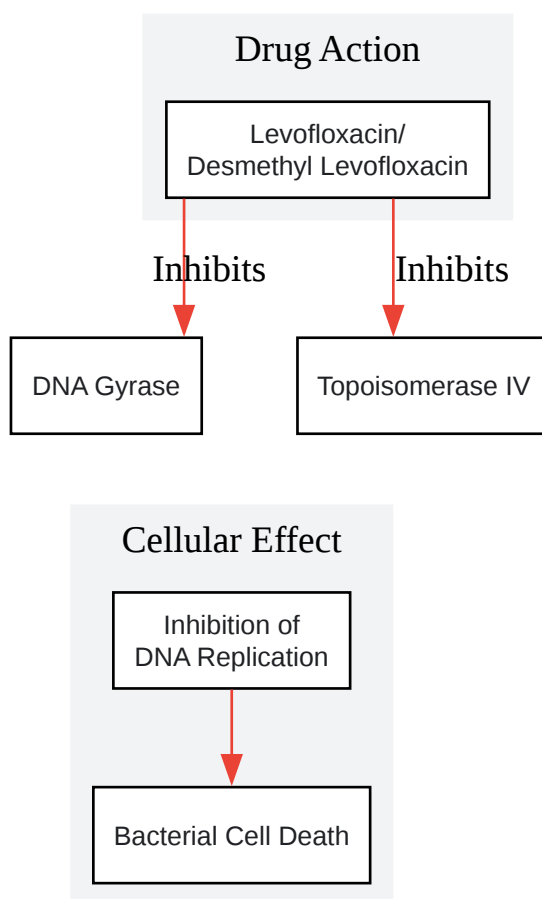 Drug Action
Levofloxacin/
Desmethyl Levofloxacin
Inhibits
Inhibits
DNA Gyrase
Topoisomerase IV
Cellular Effect
Inhibition of
DNA Replication
Bacterial Cell Death